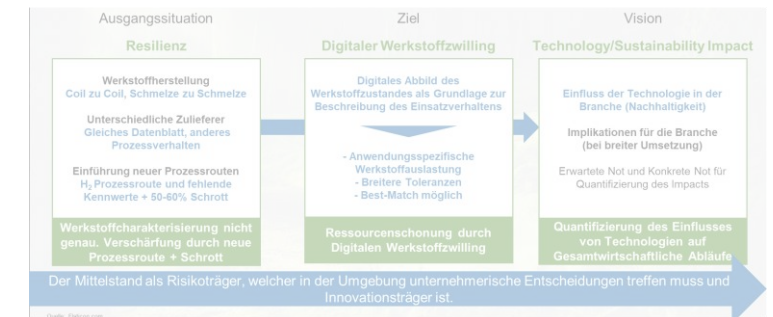 Ausgangssituation
Ziel
Vision
Resilienz
Digitaler Werkstoffzwilling
Technology/Sustainability Impact
Werkstoffherstellung
Coil zu Coil, Schmelze zu Schmelze
Unterschiedliche Zulieferer
Gleiches Datenblatt, anderes
Prozessverhalten
Einführung neuer Prozessrouten
H₂ Prozessroute und fehlende
Kennwerte + 50-60% Schrott
Werkstoffcharakterisierung nicht
genau. Verschärfung durch neue
Prozessroute + Schrott
Digitales Abbild des
Werkstoffzustandes als Grundlage zur
Beschreibung des Einsatzverhaltens
- Anwendungsspezifische
Werkstoffauslastung
- Breitere Toleranzen
- Best-Match möglich
Ressourcenschonung durch
Digitalen Werkstoffzwilling
Einfluss der Technologie in der
Branche (Nachhaltigkeit)
Implikationen für die Branche
(bei breiter Umsetzung)
Erwartete Not und Konkrete Not für
Quantifizierung des Impacts
Quantifizierung des Einflusses
von Technologien auf
Gesamtwirtschaftliche Abläufe
Der Mittelstand als Risikoträger, welcher in der Umgebung unternehmerische Entscheidungen treffen muss und
Innovationsträger ist.